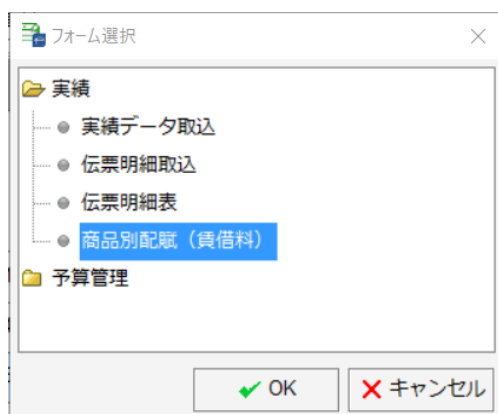 フォーム選択
実績
実績データ取込
伝票明細取込
伝票明細表
商品別配賦（賃借料）
予算管理
OK
キャンセル